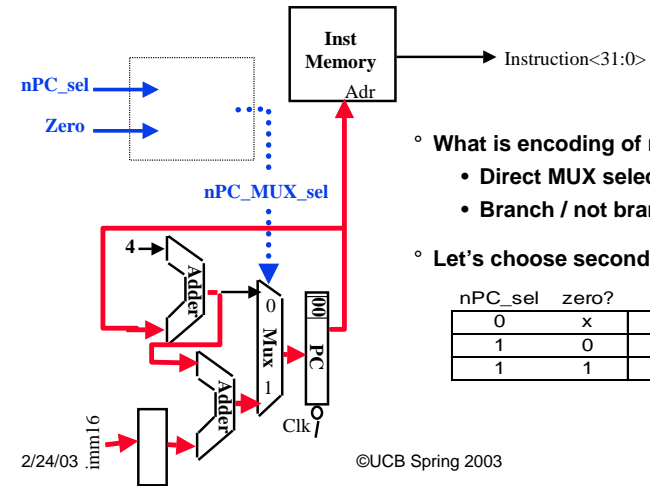 Inst
Memory
Adr
Instruction<31:0>
nPC_sel
Zero
nPC_MUX_sel
° What is encoding of
• Direct MUX selec
• Branch / not bran
° Let's choose second
nPC_sel zero?
0 x
1 0
1 1
4
Adder
0
Mux
1
00
PC
Adder
Clk
imm16
2/24/03
©UCB Spring 2003